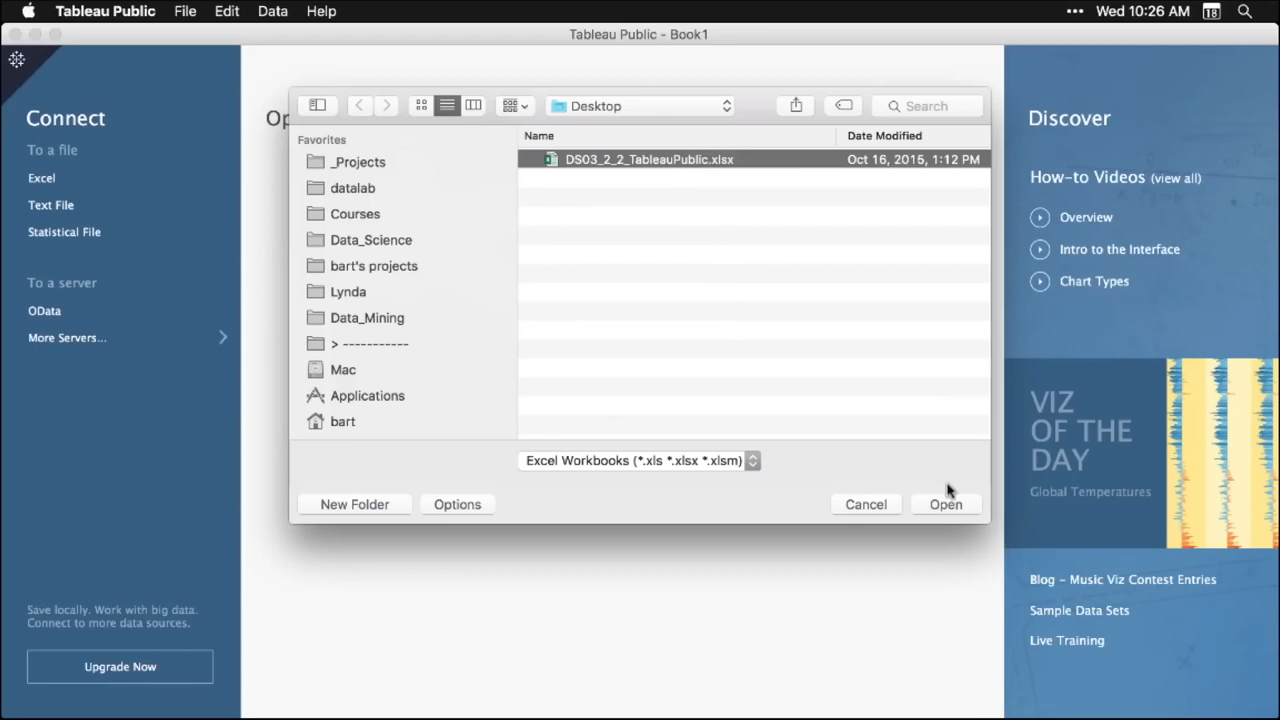 Tableau Public File Edit Data Help ••• Wed 10:26 AM 18
Tableau Public - Book1
Connect
To a file
Excel
Text File
Statistical File
To a server
OData
More Servers...
Save locally. Work with big data.
Connect to more data sources.
Upgrade Now
Op
Desktop
Search
Favorites
_Projects
datalab
Courses
Data_Science
bart's projects
Lynda
Data_Mining
> -----------
Mac
Applications
bart
Name Date Modified
DS03_2_2_TableauPublic.xlsx Oct 16, 2015, 1:12 PM
Excel Workbooks (*.xls *.xlsx *.xlsm)
New Folder Options Cancel Open
Discover
How-to Videos (view all)
Overview
Intro to the Interface
Chart Types
VIZ
OF THE
DAY
Global Temperatures
Blog - Music Viz Contest Entries
Sample Data Sets
Live Training